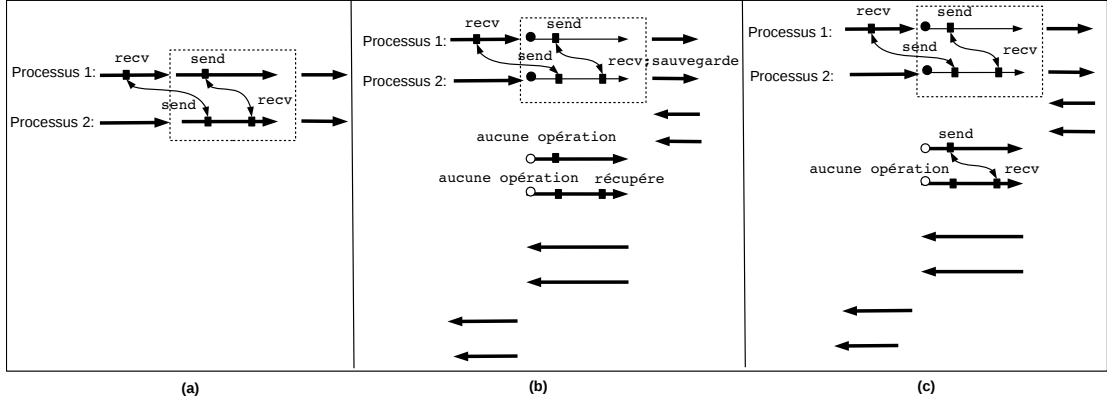 recv
send
Processus 1:
send
recv
Processus 2:
(a)
recv
send
Processus 1:
send
recv;sauvegarde
Processus 2:
aucune opération
aucune opération récupére
(b)
recv
send
Processus 1:
send
recv
Processus 2:
send
aucune opération
recv
(c)